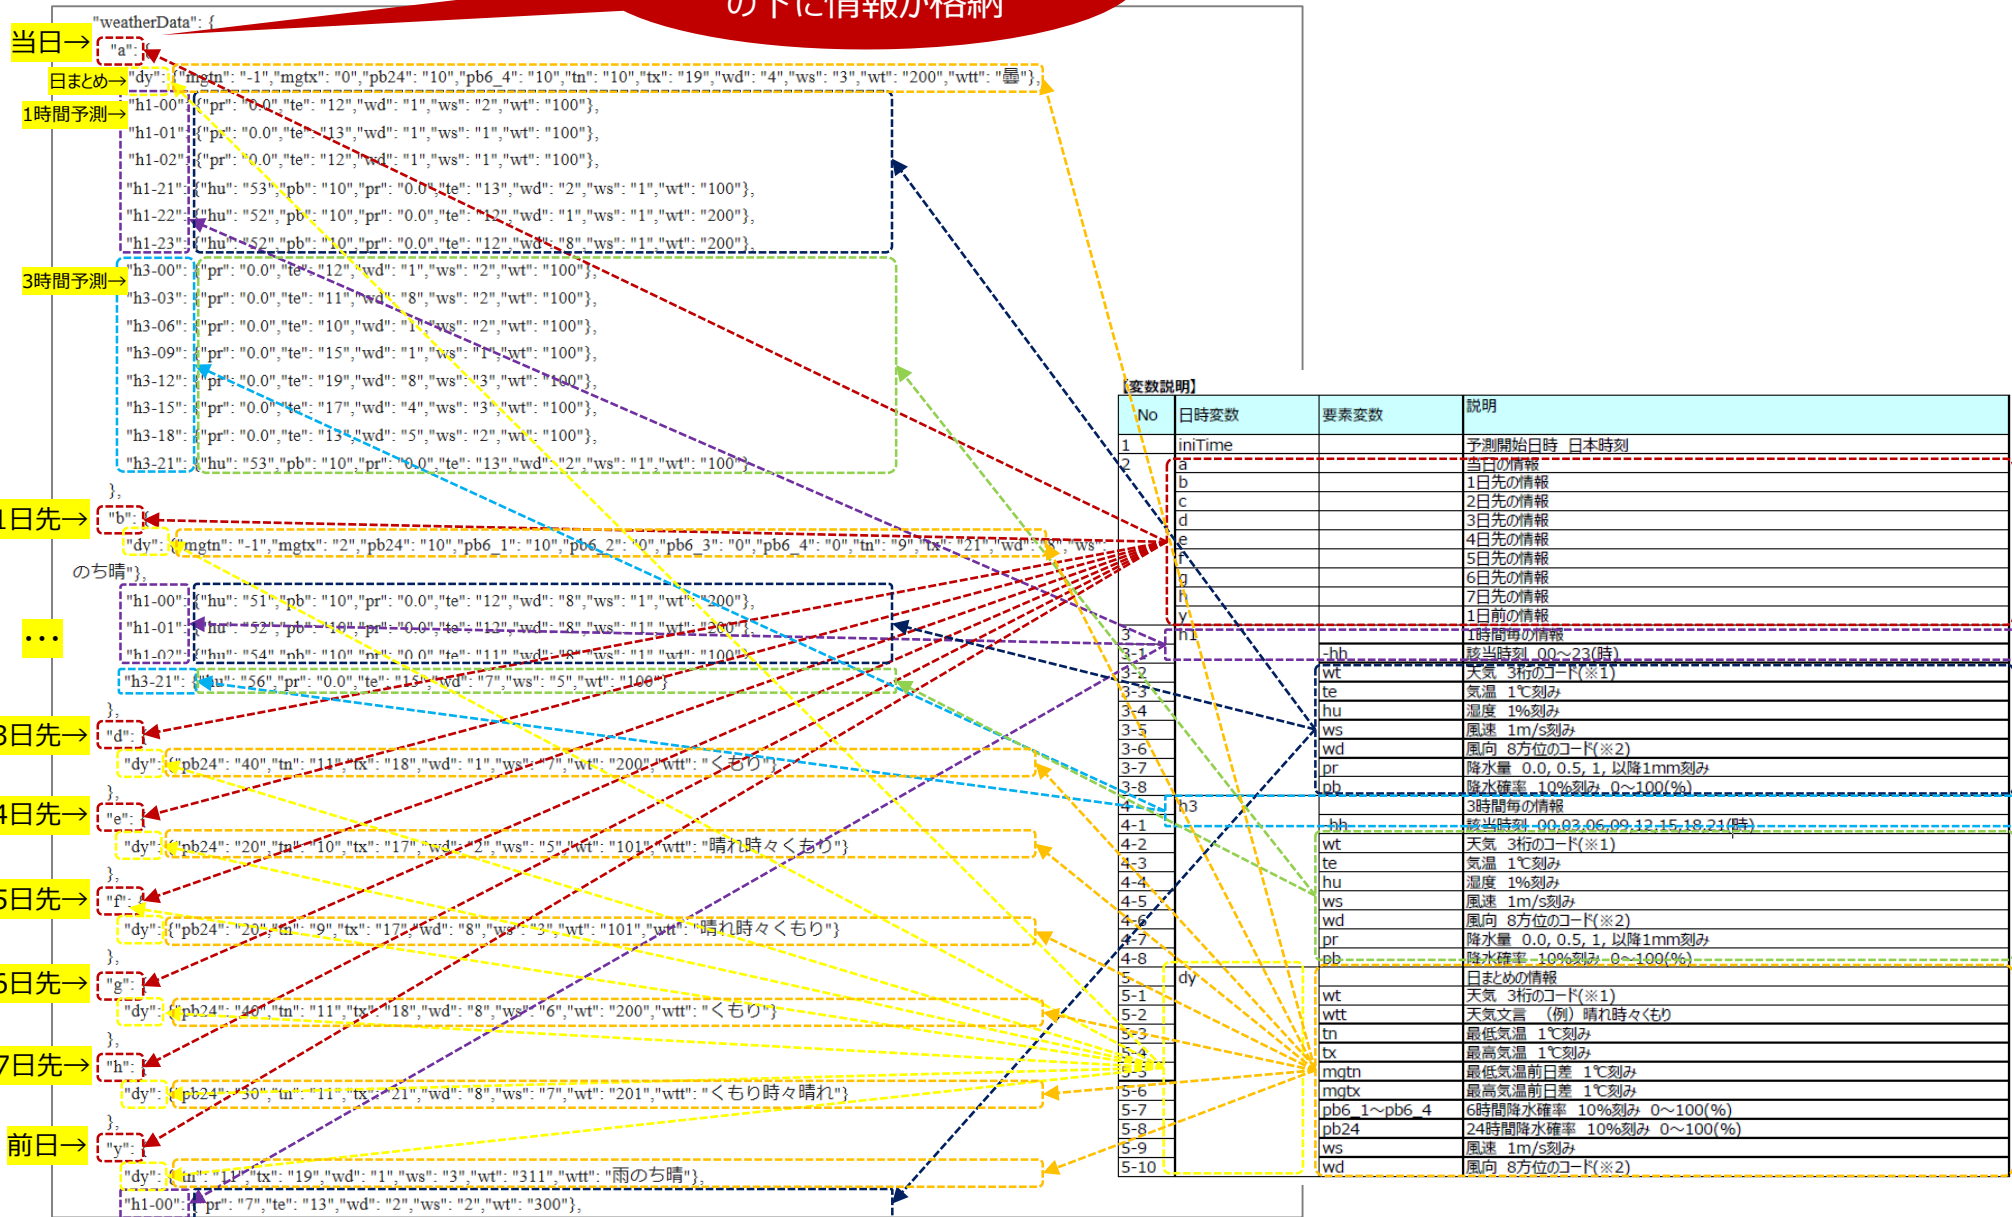 の下に情報が格納
"weatherData": {
当日→
"a": {
日まとめ→
"dy": {"mgtn": "-1","mgtx": "0","pb24": "10","pb6_4": "10","tn": "10","tx": "19","wd": "4","ws": "3","wt": "200","wtt": "曇"},
1時間予測→
"h1-00": {"pr": "0.0","te": "12","wd": "1","ws": "2","wt": "100"},
"h1-01": {"pr": "0.0","te": "13","wd": "1","ws": "1","wt": "100"},
"h1-02": {"pr": "0.0","te": "12","wd": "1","ws": "1","wt": "100"},
"h1-21": {"hu": "53","pb": "10","pr": "0.0","te": "13","wd": "2","ws": "1","wt": "100"},
"h1-22": {"hu": "52","pb": "10","pr": "0.0","te": "12","wd": "1","ws": "1","wt": "200"},
"h1-23": {"hu": "52","pb": "10","pr": "0.0","te": "12","wd": "8","ws": "1","wt": "200"},
3時間予測→
"h3-00": {"pr": "0.0","te": "12","wd": "1","ws": "2","wt": "100"},
"h3-03": {"pr": "0.0","te": "11","wd": "8","ws": "2","wt": "100"},
"h3-06": {"pr": "0.0","te": "10","wd": "1","ws": "2","wt": "100"},
"h3-09": {"pr": "0.0","te": "15","wd": "1","ws": "1","wt": "100"},
"h3-12": {"pr": "0.0","te": "19","wd": "8","ws": "3","wt": "100"},
"h3-15": {"pr": "0.0","te": "17","wd": "4","ws": "3","wt": "100"},
"h3-18": {"pr": "0.0","te": "13","wd": "5","ws": "2","wt": "100"},
"h3-21": {"hu": "53","pb": "10","pr": "0.0","te": "13","wd": "2","ws": "1","wt": "100"}
},
1日先→
"b": {
"dy": {"mgtn": "-1","mgtx": "2","pb24": "10","pb6_1": "10","pb6_2": "0","pb6_3": "0","pb6_4": "0","tn": "9","tx": "21","wd": "8","ws":
のち晴"},
"h1-00": {"hu": "51","pb": "10","pr": "0.0","te": "12","wd": "8","ws": "1","wt": "200"},
…
"h1-01": {"hu": "52","pb": "10","pr": "0.0","te": "12","wd": "8","ws": "1","wt": "200"},
"h1-02": {"hu": "54","pb": "10","pr": "0.0","te": "11","wd": "8","ws": "1","wt": "100"}
"h3-21": {"hu": "56","pr": "0.0","te": "15","wd": "7","ws": "5","wt": "100"}
},
3日先→
"d": {
"dy": {"pb24": "40","tn": "11","tx": "18","wd": "1","ws": "7","wt": "200","wtt": "くもり"}
},
4日先→
"e": {
"dy": {"pb24": "20","tn": "10","tx": "17","wd": "2","ws": "5","wt": "101","wtt": "晴れ時々くもり"}
},
5日先→
"f": {
"dy": {"pb24": "20","tn": "9","tx": "17","wd": "8","ws": "3","wt": "101","wtt": "晴れ時々くもり"}
},
6日先→
"g": {
"dy": {"pb24": "40","tn": "11","tx": "18","wd": "8","ws": "6","wt": "200","wtt": "くもり"}
},
7日先→
"h": {
"dy": {"pb24": "30","tn": "11","tx": "21","wd": "8","ws": "7","wt": "201","wtt": "くもり時々晴れ"}
},
前日→
"y": {
"dy": {"tn": "11","tx": "19","wd": "1","ws": "3","wt": "311","wtt": "雨のち晴"},
"h1-00": {"pr": "7","te": "13","wd": "2","ws": "2","wt": "300"},
【変数説明】
No 日時変数 要素変数 説明
1 iniTime 予測開始日時 日本時刻
2 a 当日の情報
b 1日先の情報
c 2日先の情報
d 3日先の情報
e 4日先の情報
f 5日先の情報
g 6日先の情報
h 7日先の情報
y 1日前の情報
3 h1 1時間毎の情報
3-1 -hh 該当時刻 00～23(時)
3-2 wt 天気 3桁のコード(※1)
3-3 te 気温 1℃刻み
3-4 hu 湿度 1%刻み
3-5 ws 風速 1m/s刻み
3-6 wd 風向 8方位のコード(※2)
3-7 pr 降水量 0.0, 0.5, 1, 以降1mm刻み
3-8 pb 降水確率 10%刻み 0～100(%)
4 h3 3時間毎の情報
4-1 -hh 該当時刻 00,03,06,09,12,15,18,21(時)
4-2 wt 天気 3桁のコード(※1)
4-3 te 気温 1℃刻み
4-4 hu 湿度 1%刻み
4-5 ws 風速 1m/s刻み
4-6 wd 風向 8方位のコード(※2)
4-7 pr 降水量 0.0, 0.5, 1, 以降1mm刻み
4-8 pb 降水確率 10%刻み 0～100(%)
5 dy 日まとめの情報
5-1 wt 天気 3桁のコード(※1)
5-2 wtt 天気文言 （例）晴れ時々くもり
5-3 tn 最低気温 1℃刻み
5-4 tx 最高気温 1℃刻み
5-5 mgtn 最低気温前日差 1℃刻み
5-6 mgtx 最高気温前日差 1℃刻み
5-7 pb6_1～pb6_4 6時間降水確率 10%刻み 0～100(%)
5-8 pb24 24時間降水確率 10%刻み 0～100(%)
5-9 ws 風速 1m/s刻み
5-10 wd 風向 8方位のコード(※2)